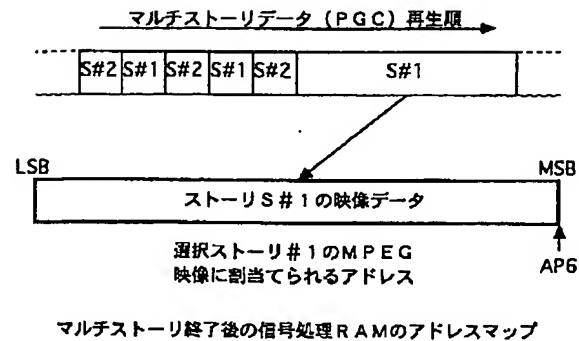 マルチストーリデータ（PGC）再生順
S#2 S#1 S#2 S#1 S#2 S#1
LSB MSB
ストーリS#1の映像データ
選択ストーリ#1のMPEG
映像に割当てられるアドレス
AP6
マルチストーリ終了後の信号処理RAMのアドレスマップ